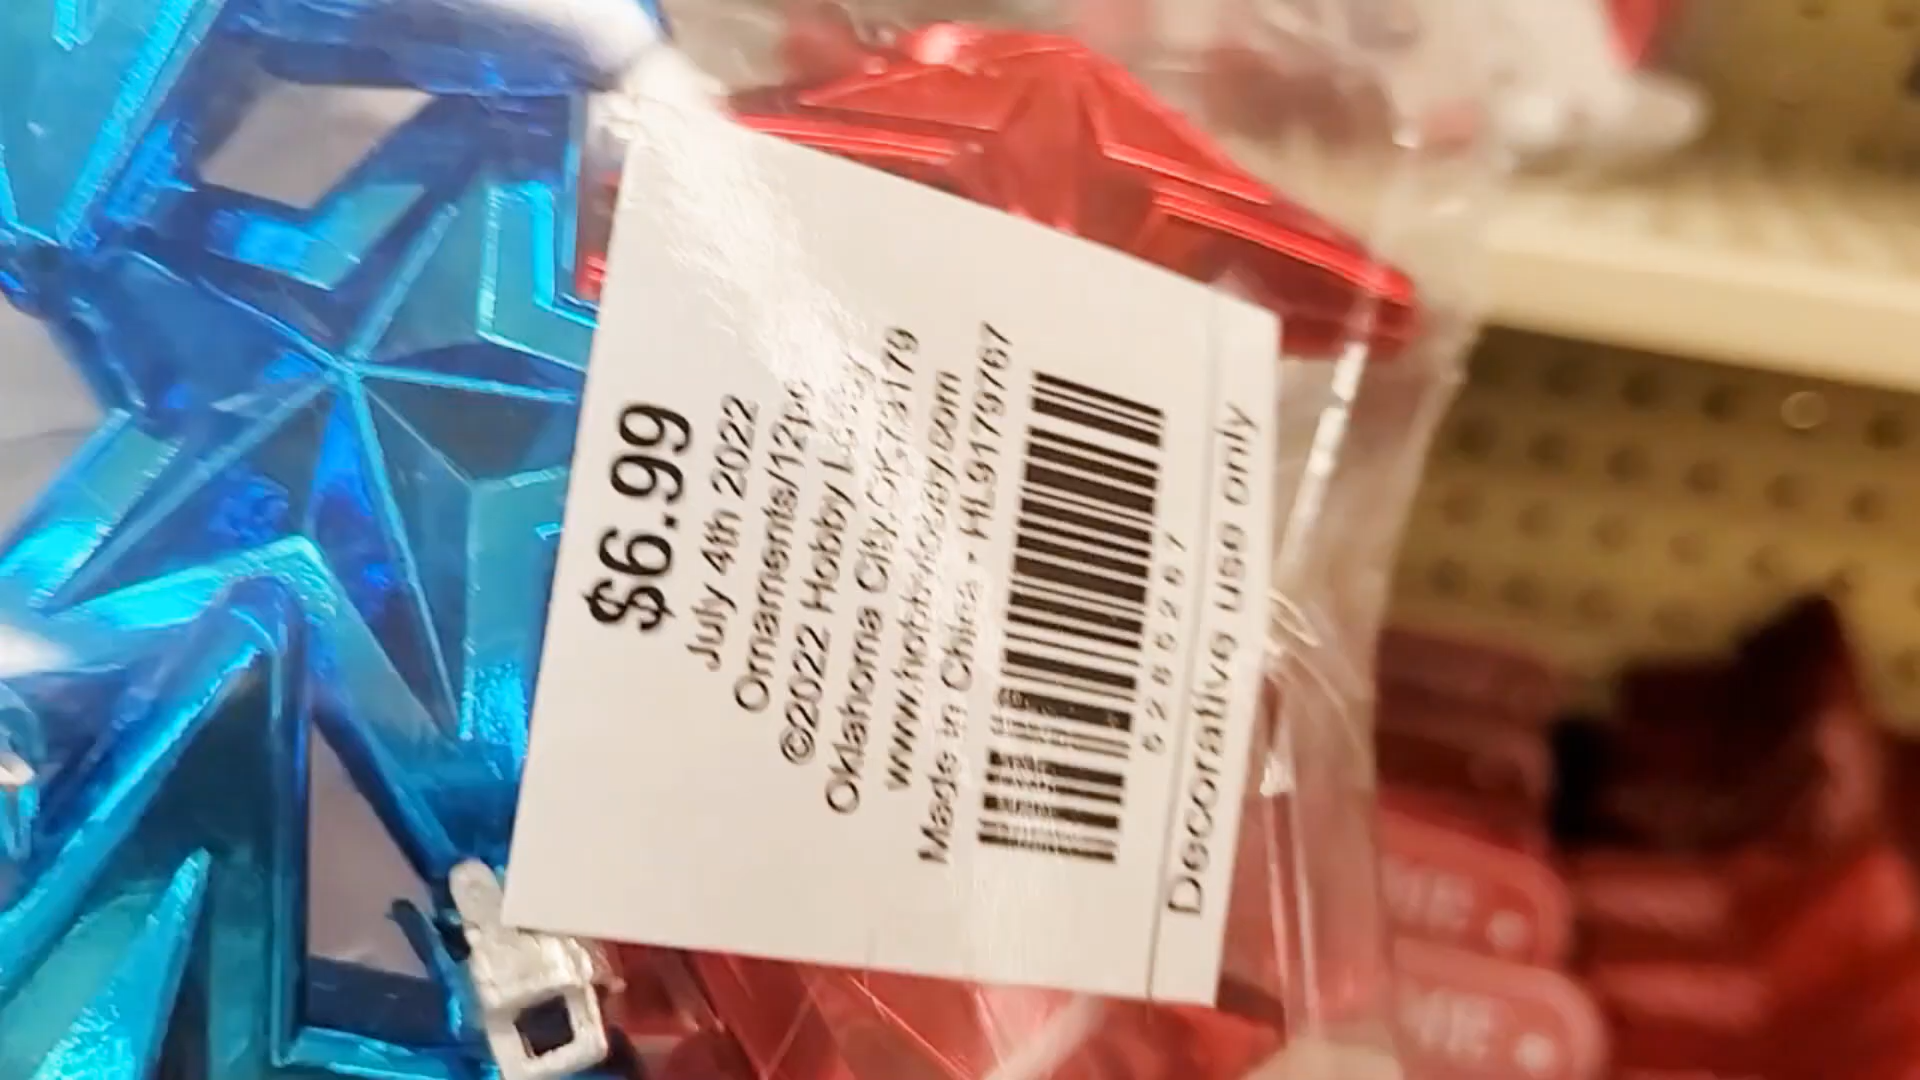 $6.99
July 4th 2022
Ornaments/12pc
©2022 Hobby Lobby
Oklahoma City, OK 73179
www.hobbylobby.com
Made in China - HL9179767
Decorative use only